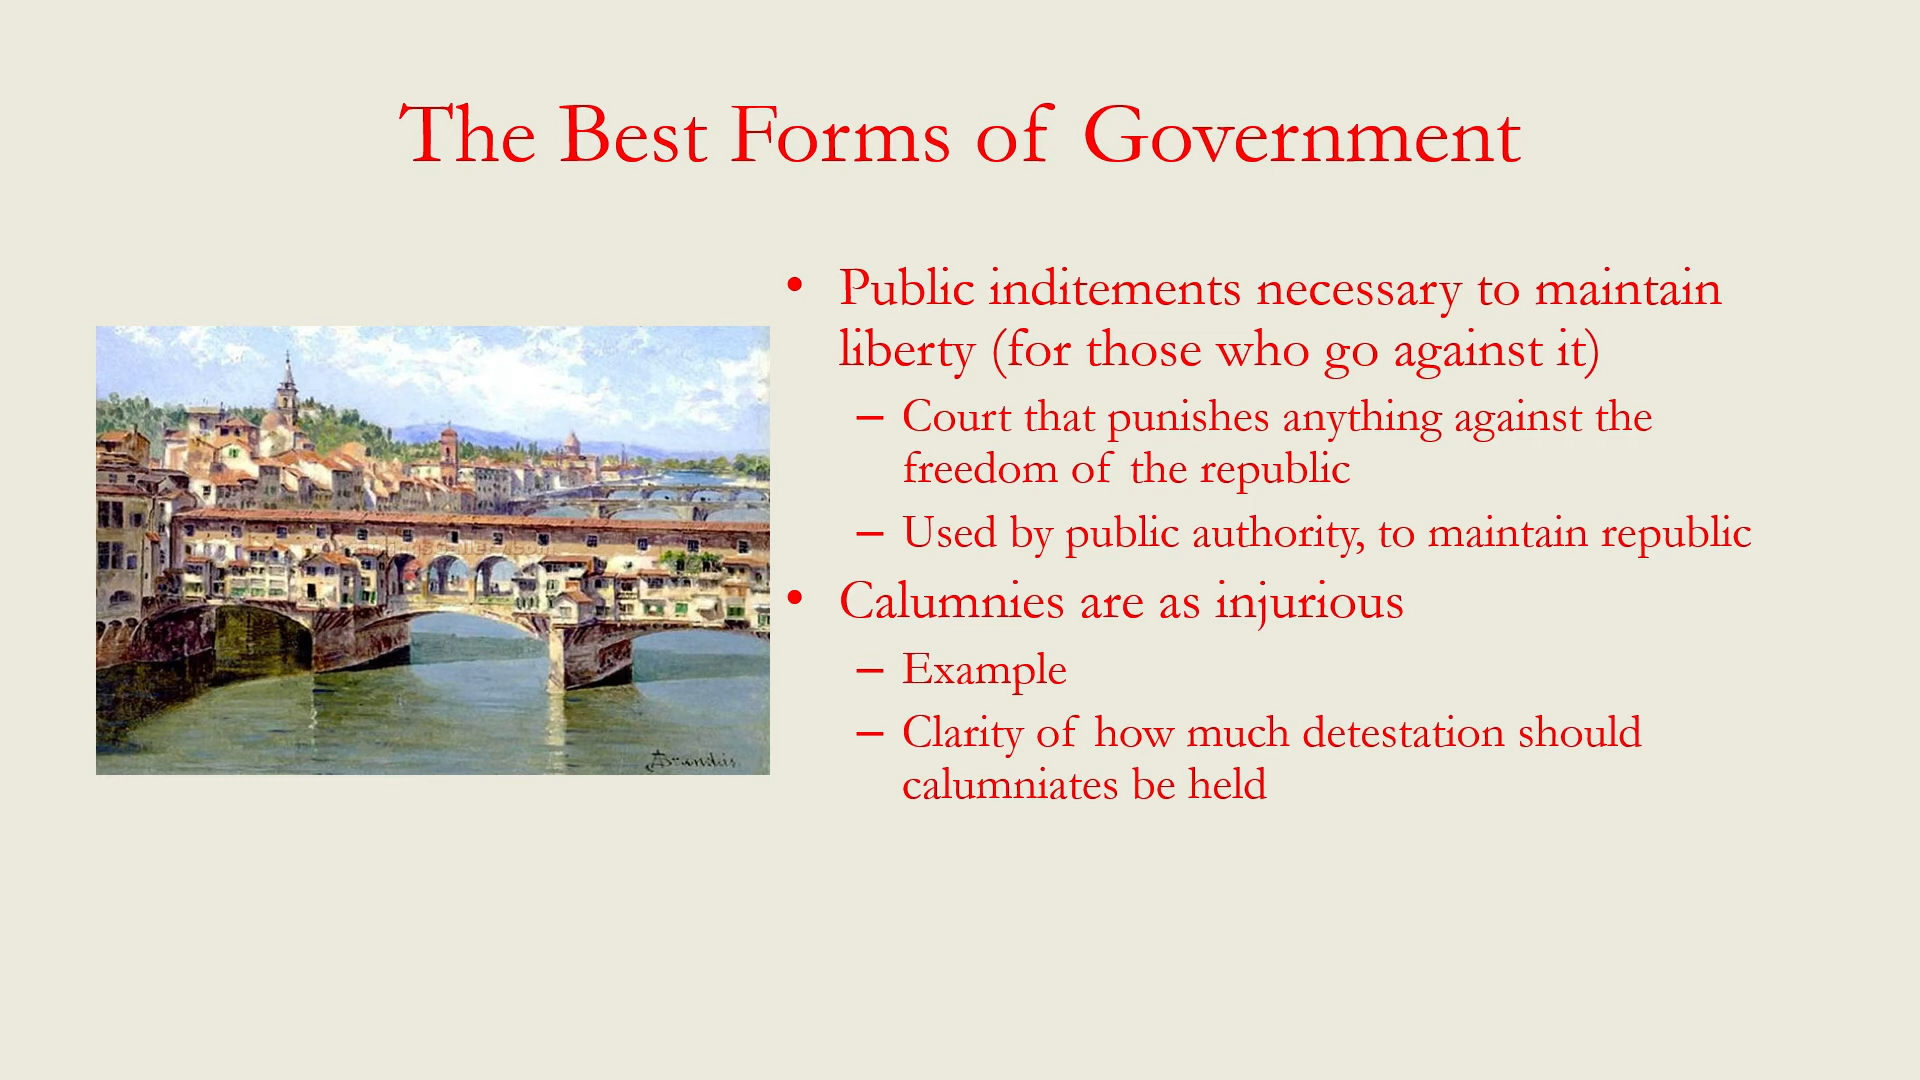 The Best Forms of Government
• Public inditements necessary to maintain
liberty (for those who go against it)
– Court that punishes anything against the
freedom of the republic
– Used by public authority, to maintain republic
• Calumnies are as injurious
– Example
– Clarity of how much detestation should
calumniates be held